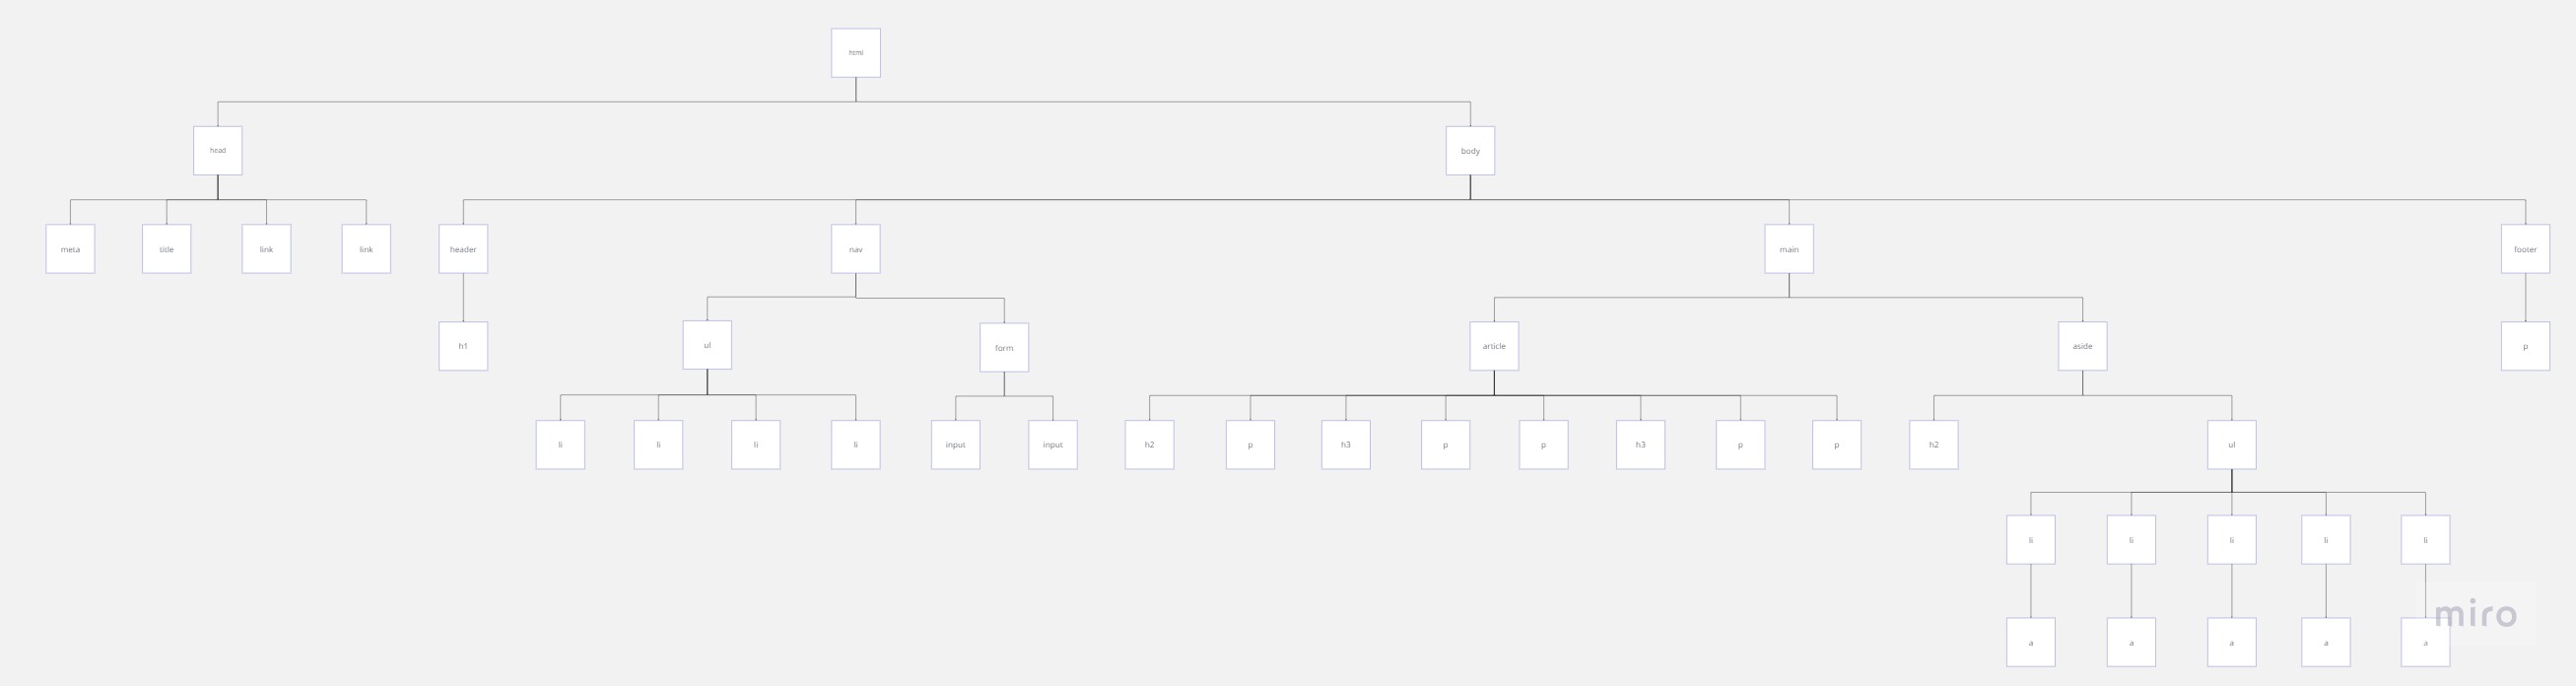 html
head
body
meta
title
link
link
header
nav
main
footer
h1
ul
form
article
aside
p
li
li
li
li
input
input
h2
p
h3
p
p
h3
p
p
h2
ul
li
li
li
li
li
miro
a
a
a
a
a